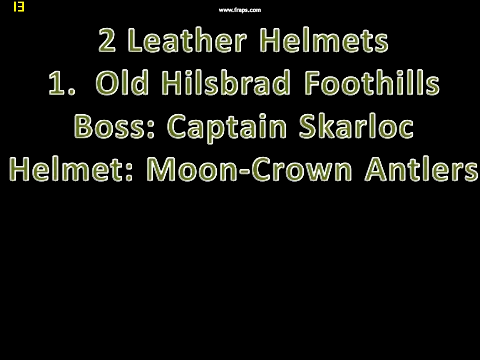 13
www.fraps.com
2 Leather Helmets
1.  Old Hilsbrad Foothills
Boss: Captain Skarloc
Helmet: Moon-Crown Antlers